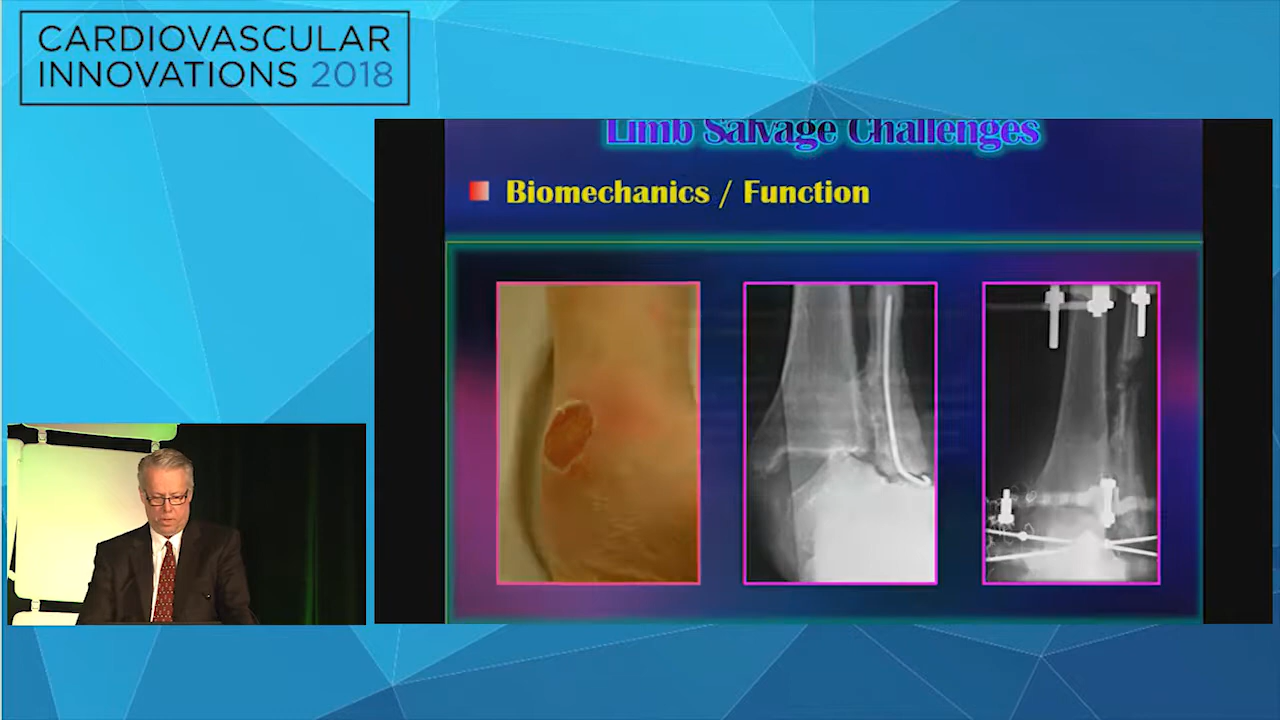 CARDIOVASCULAR
INNOVATIONS 2018
Limb Salvage Challenges
Biomechanics / Function